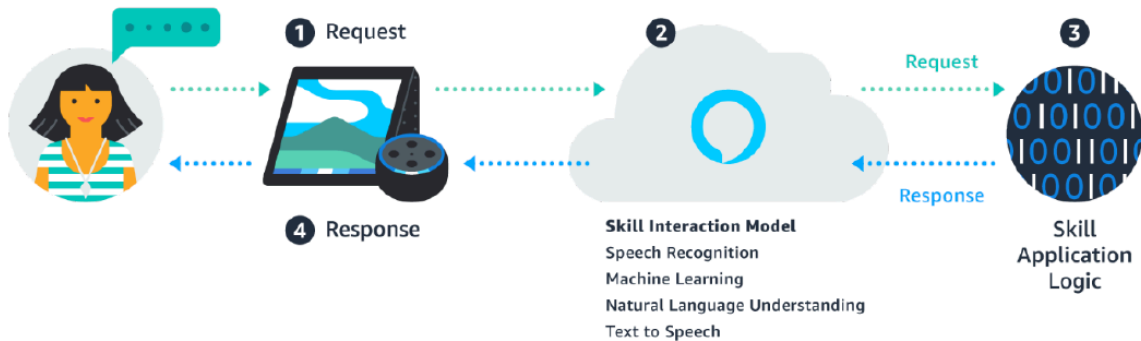 1 Request
2
3
Request
Response
4 Response
Skill Interaction Model
Speech Recognition
Machine Learning
Natural Language Understanding
Text to Speech
Skill
Application
Logic